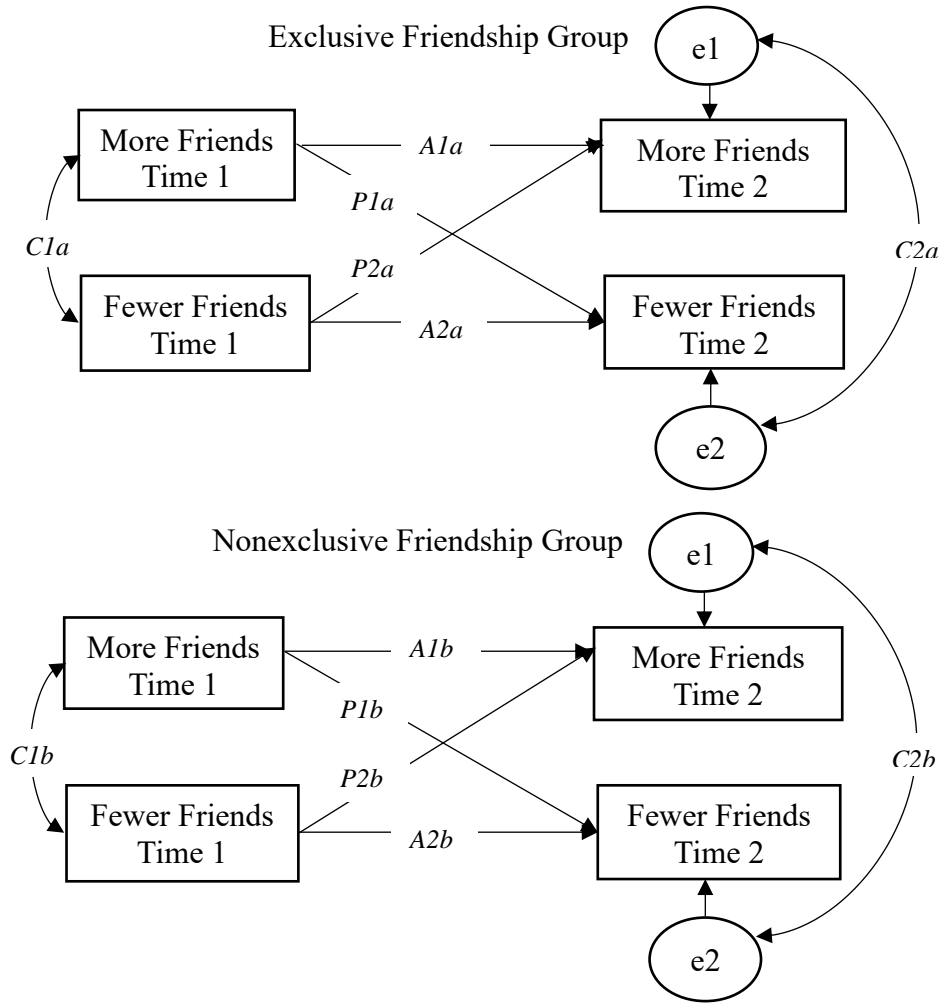 Exclusive Friendship Group
e1
More Friends
Time 1
A1a
More Friends
Time 2
P1a
C1a
C2a
P2a
Fewer Friends
Time 1
A2a
Fewer Friends
Time 2
e2
Nonexclusive Friendship Group
e1
More Friends
Time 1
A1b
More Friends
Time 2
P1b
C1b
C2b
P2b
Fewer Friends
Time 1
A2b
Fewer Friends
Time 2
e2